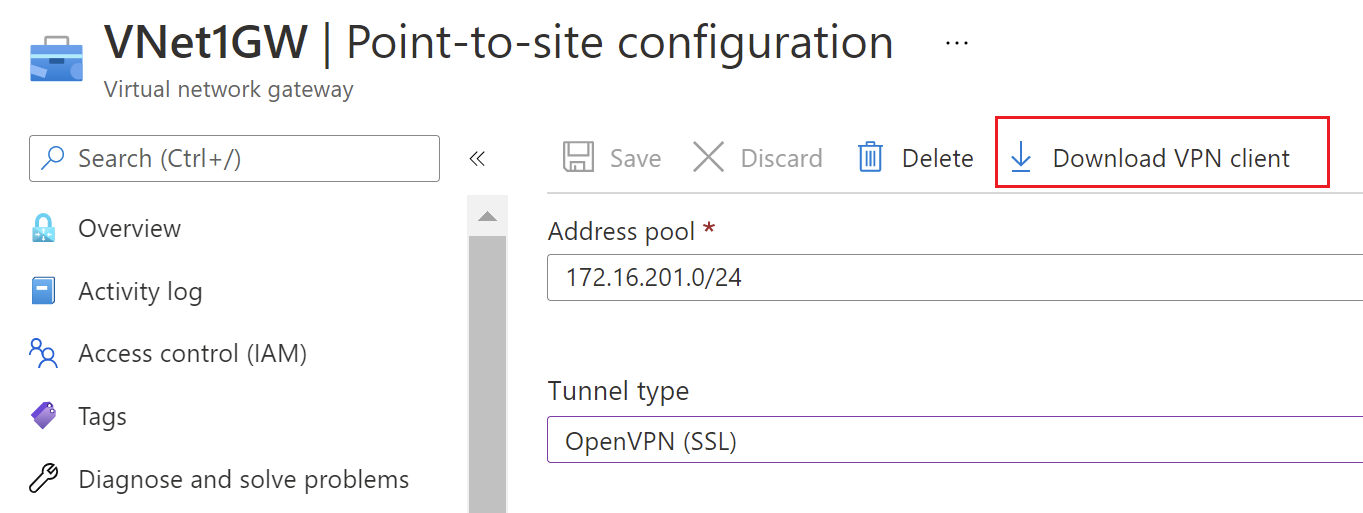 VNet1GW | Point-to-site configuration ...
Virtual network gateway
Search (Ctrl+/)
«
Save Discard Delete Download VPN client
Overview
Activity log
Access control (IAM)
Tags
Diagnose and solve problems
Address pool *
172.16.201.0/24
Tunnel type
OpenVPN (SSL)